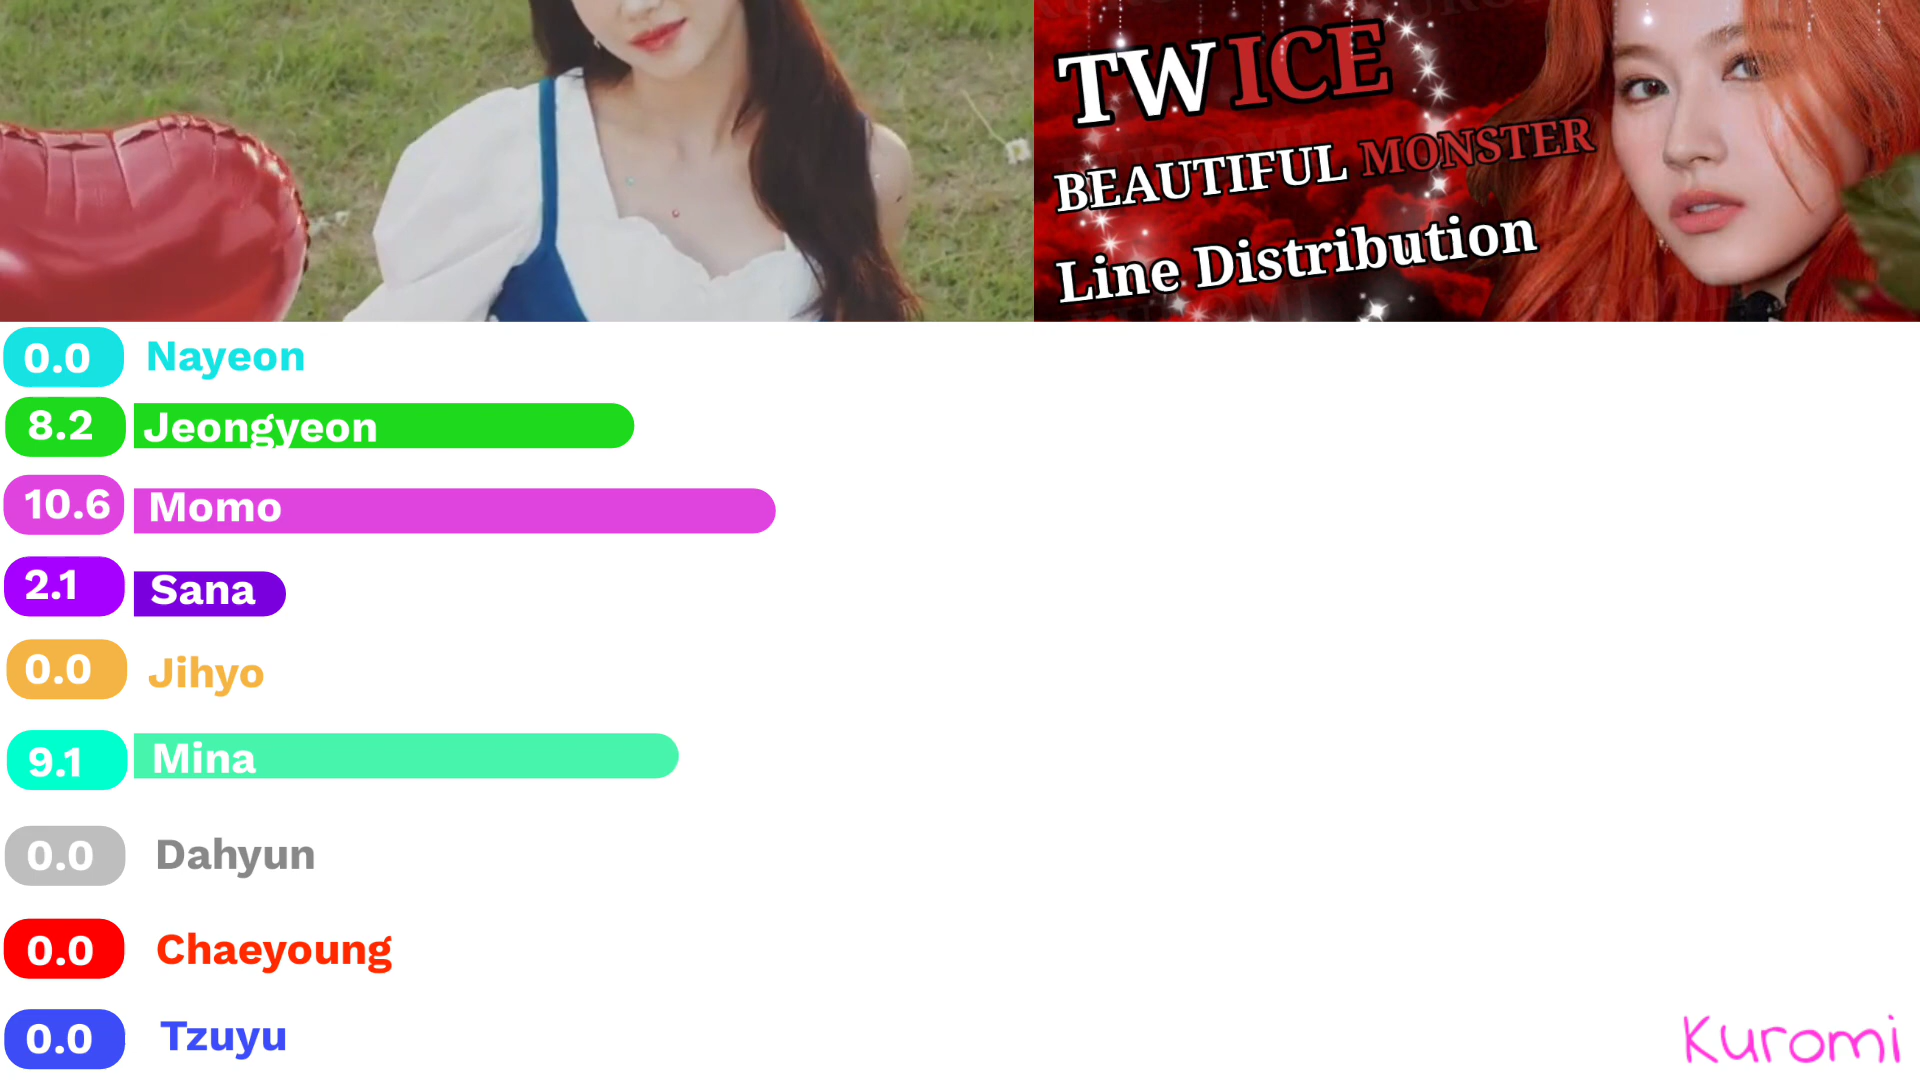 TWICE
BEAUTIFUL MONSTER
Line Distribution
0.0 Nayeon
8.2 Jeongyeon
10.6 Momo
2.1 Sana
0.0 Jihyo
9.1 Mina
0.0 Dahyun
0.0 Chaeyoung
0.0 Tzuyu
Kuromi